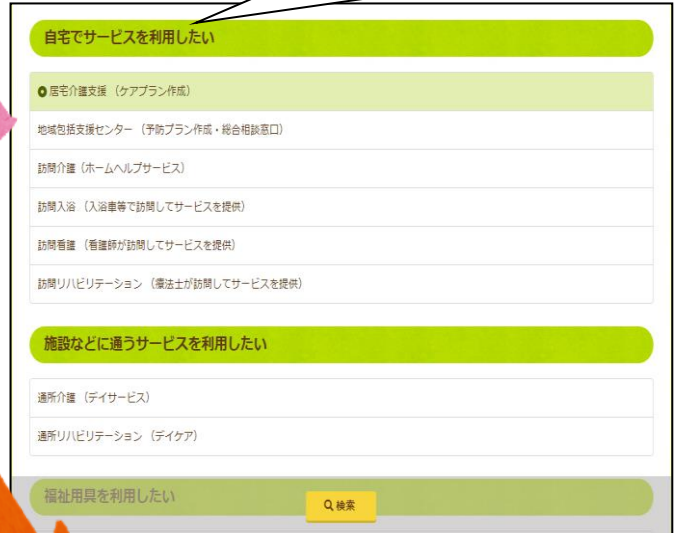 自宅でサービスを利用したい
居宅介護支援 （ケアプラン作成）
地域包括支援センター （予防プラン作成・総合相談窓口）
訪問介護（ホームヘルプサービス）
訪問入浴 （入浴車等で訪問してサービスを提供）
訪問看護 （看護師が訪問してサービスを提供）
訪問リハビリテーション （療法士が訪問してサービスを提供）
施設などに通うサービスを利用したい
通所介護 （デイサービス）
通所リハビリテーション （デイケア）
福祉用具を利用したい
検索